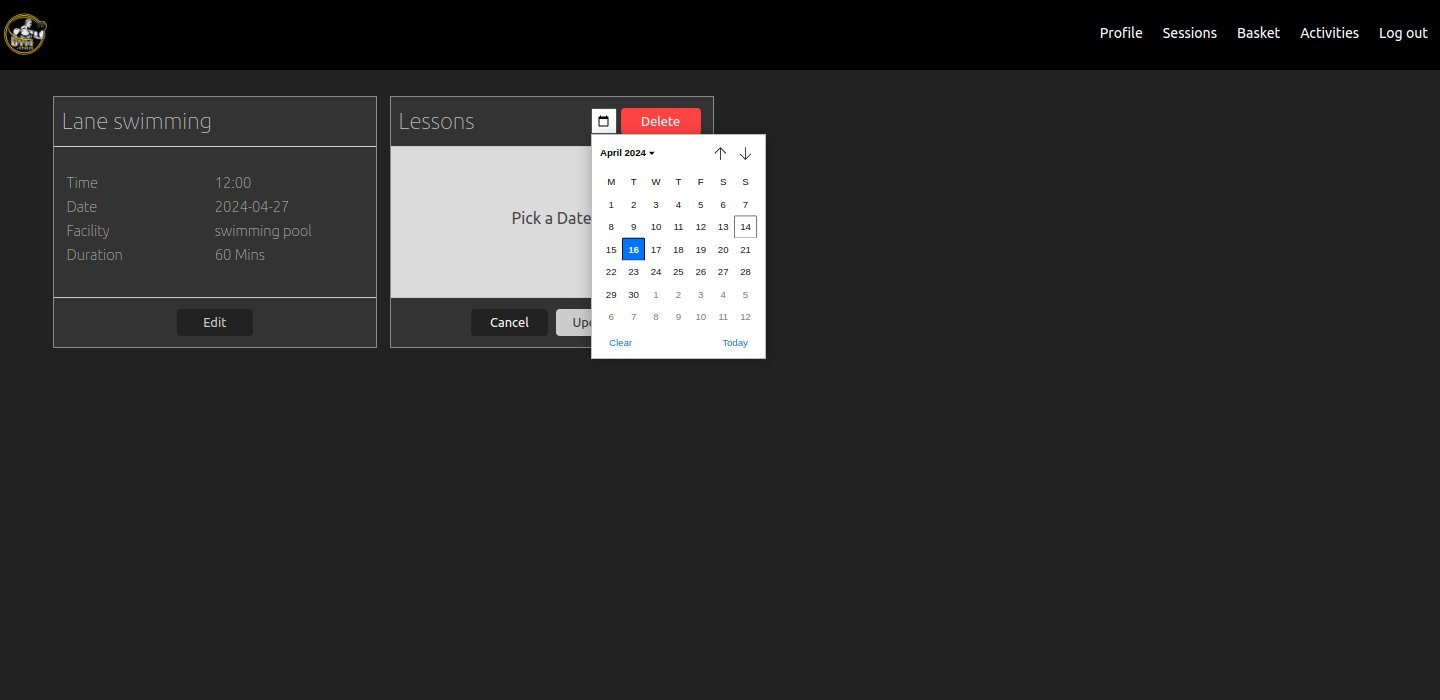 GYM
Profile Sessions Basket Activities Log out
Lane swimming
Time 12:00
Date 2024-04-27
Facility swimming pool
Duration 60 Mins
Edit
Lessons Delete
Pick a Date
Cancel Upd
April 2024
M T W T F S S
1 2 3 4 5 6 7
8 9 10 11 12 13 14
15 16 17 18 19 20 21
22 23 24 25 26 27 28
29 30 1 2 3 4 5
6 7 8 9 10 11 12
Clear Today